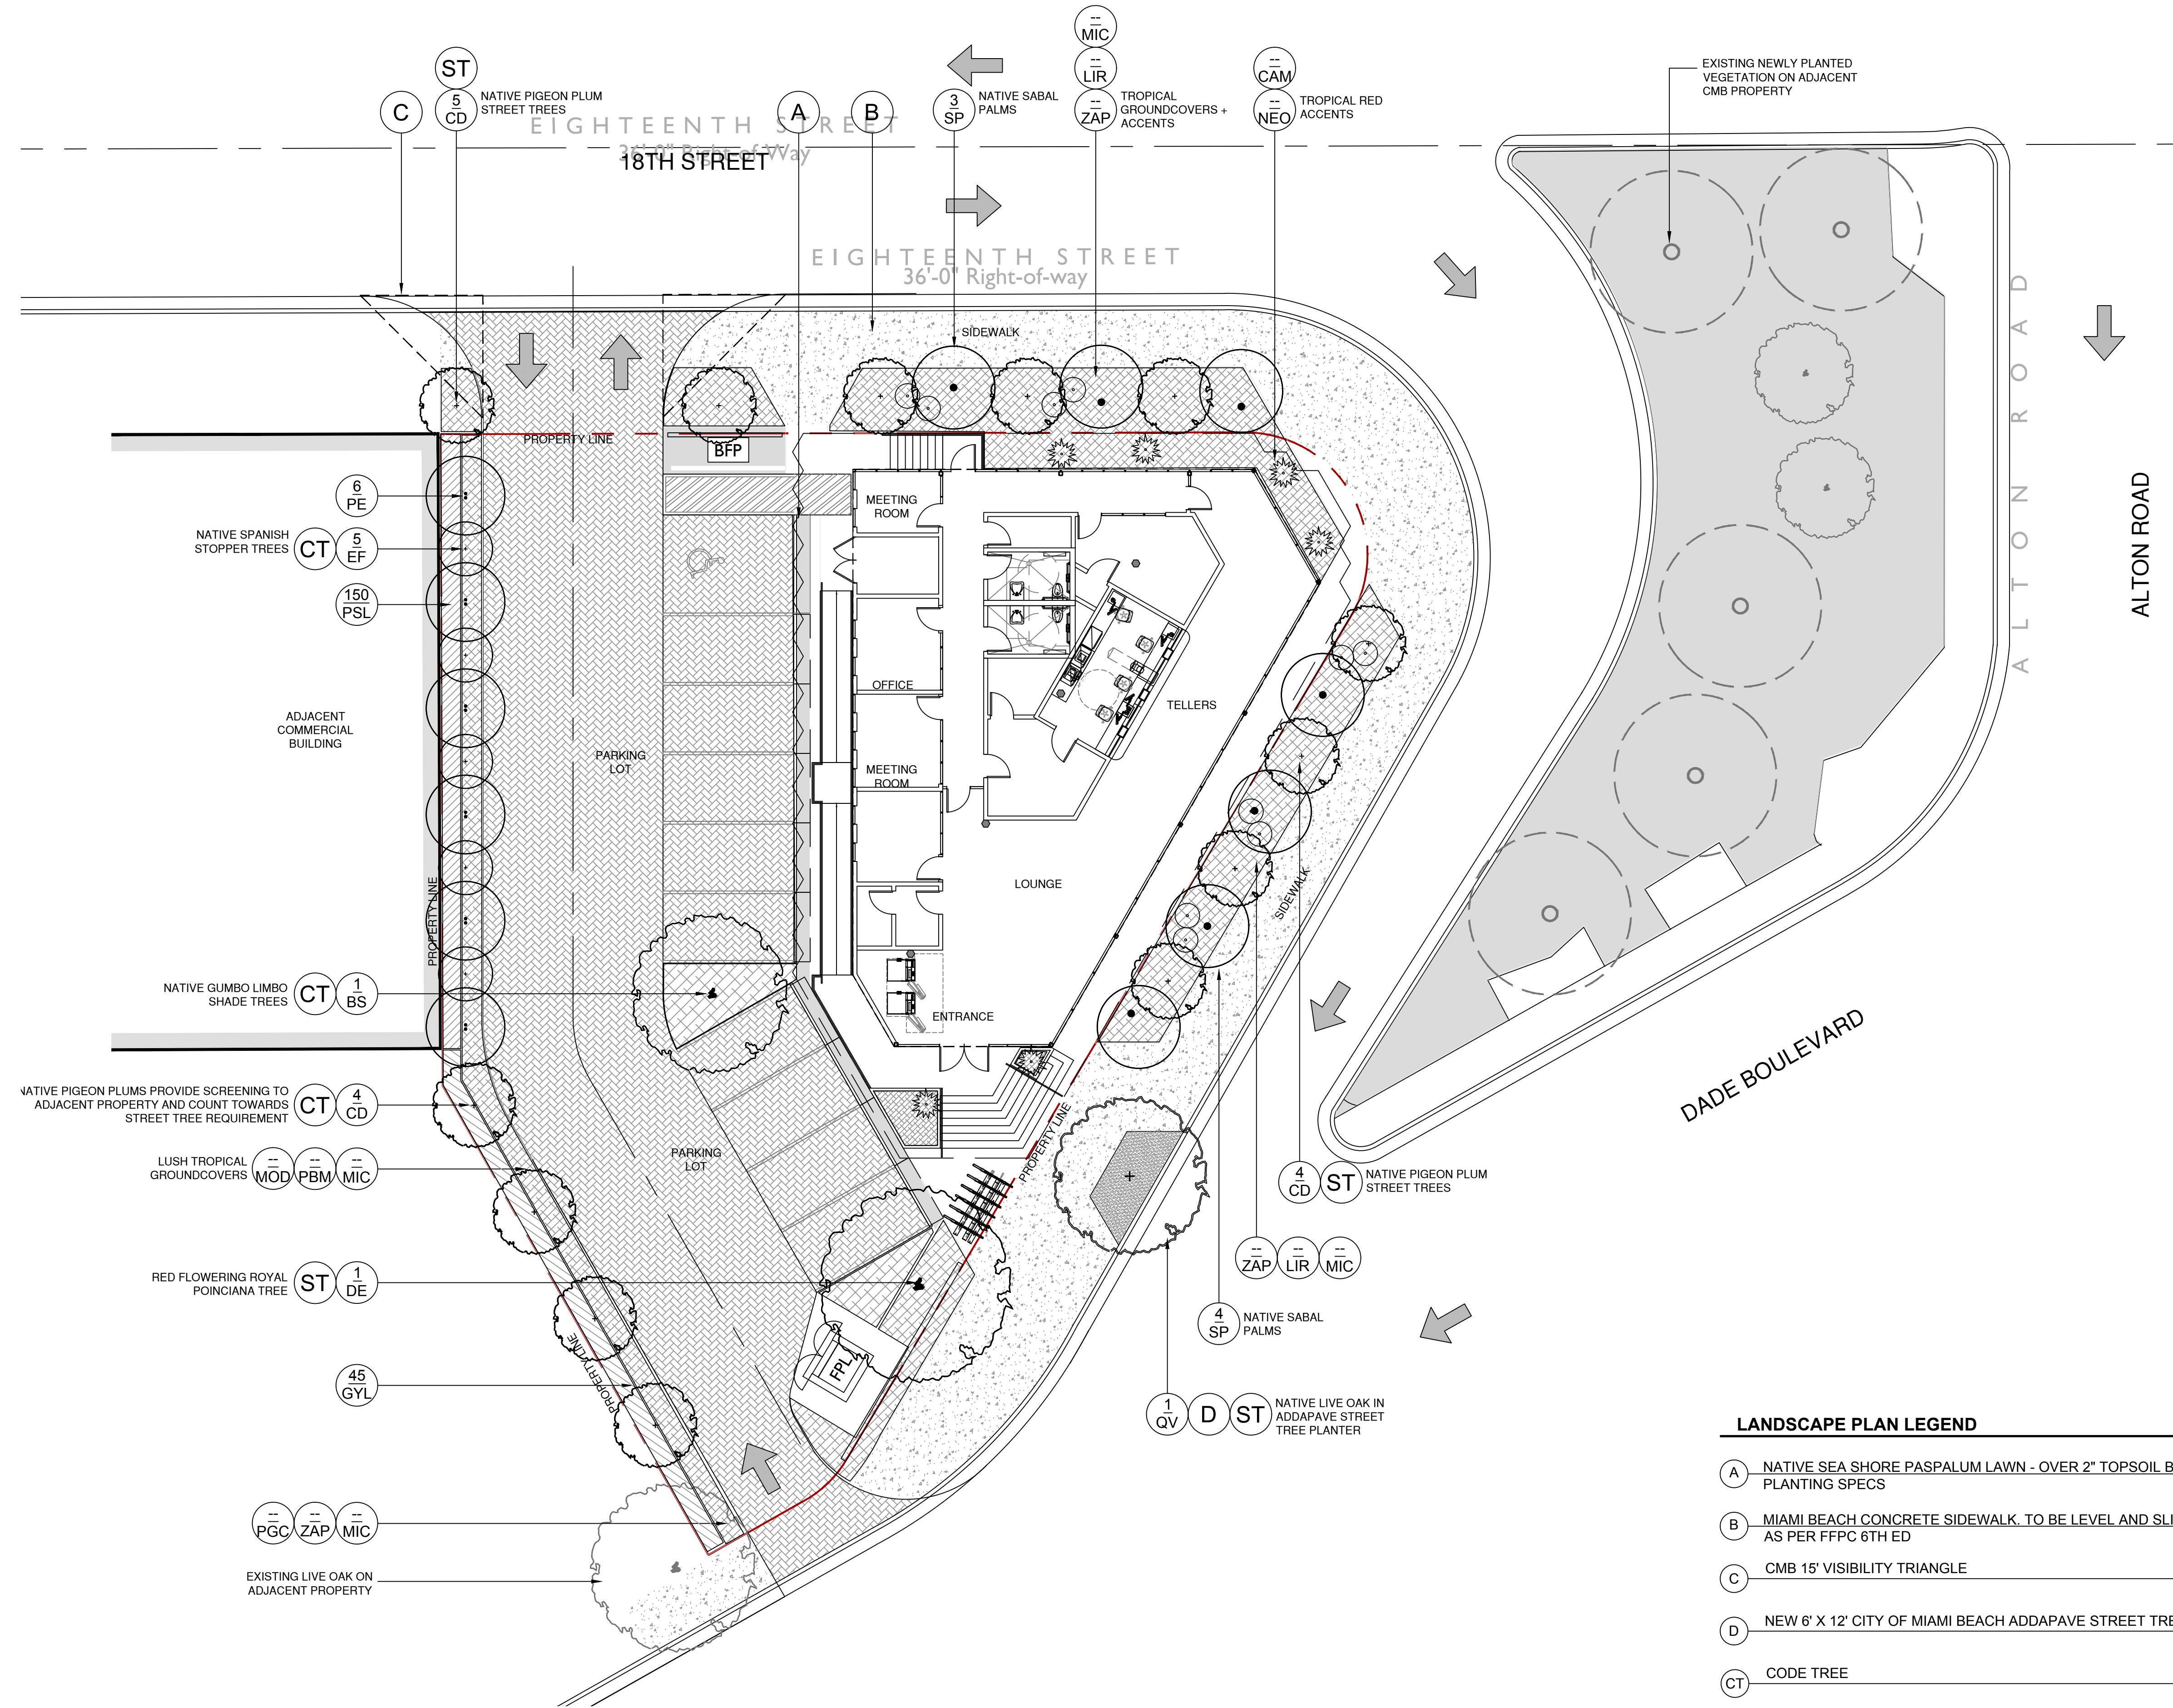 ST
5
CD
NATIVE PIGEON PLUM
STREET TREES
C
A
B
3
SP
NATIVE SABAL
PALMS
--
MIC
--
LIR
--
ZAP
TROPICAL
GROUNDCOVERS +
ACCENTS
--
CAM
--
NEO
TROPICAL RED
ACCENTS
EXISTING NEWLY PLANTED
VEGETATION ON ADJACENT
CMB PROPERTY
EIGHTEENTH STREET
36'-0" Right-of-Way
18TH STREET
EIGHTEENTH STREET
36'-0" Right-of-way
SIDEWALK
ALTON ROAD
ALTON ROAD
PROPERTY LINE
BFP
6
PE
NATIVE SPANISH
STOPPER TREES
CT
5
EF
150
PSL
MEETING
ROOM
OFFICE
MEETING
ROOM
TELLERS
LOUNGE
ENTRANCE
ADJACENT
COMMERCIAL
BUILDING
PARKING
LOT
PROPERTY LINE
SIDEWALK
NATIVE GUMBO LIMBO
SHADE TREES
CT
1
BS
DADE BOULEVARD
NATIVE PIGEON PLUMS PROVIDE SCREENING TO
ADJACENT PROPERTY AND COUNT TOWARDS
STREET TREE REQUIREMENT
CT
4
CD
LUSH TROPICAL
GROUNDCOVERS
--
MOD
--
PBM
--
MIC
PARKING
LOT
PROPERTY LINE
4
CD
ST
NATIVE PIGEON PLUM
STREET TREES
--
ZAP
--
LIR
--
MIC
RED FLOWERING ROYAL
POINCIANA TREE
ST
1
DE
4
SP
NATIVE SABAL
PALMS
FPL
PROPERTY LINE
45
GYL
1
QV
D
ST
NATIVE LIVE OAK IN
ADDAPAVE STREET
TREE PLANTER
--
PGC
--
ZAP
--
MIC
EXISTING LIVE OAK ON
ADJACENT PROPERTY
LANDSCAPE PLAN LEGEND
A
NATIVE SEA SHORE PASPALUM LAWN - OVER 2" TOPSOIL B
PLANTING SPECS
B
MIAMI BEACH CONCRETE SIDEWALK. TO BE LEVEL AND SLI
AS PER FFPC 6TH ED
C
CMB 15' VISIBILITY TRIANGLE
D
NEW 6' X 12' CITY OF MIAMI BEACH ADDAPAVE STREET TRE
CT
CODE TREE